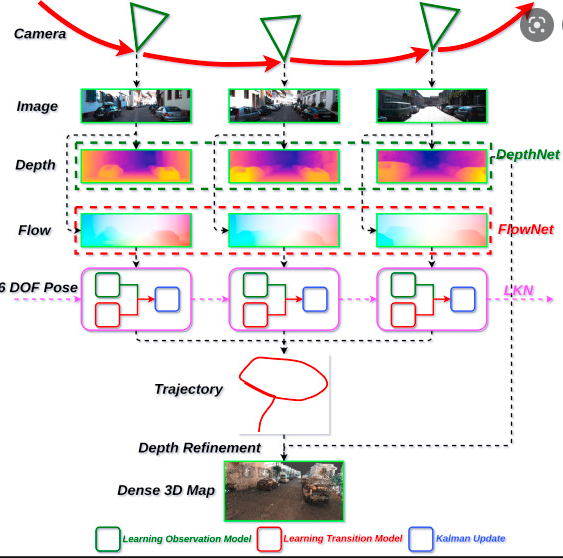 Camera
Image
Depth
DepthNet
Flow
FlowNet
6 DOF Pose
LKN
Trajectory
Depth Refinement
Dense 3D Map
Learning Observation Model
Learning Transition Model
Kalman Update